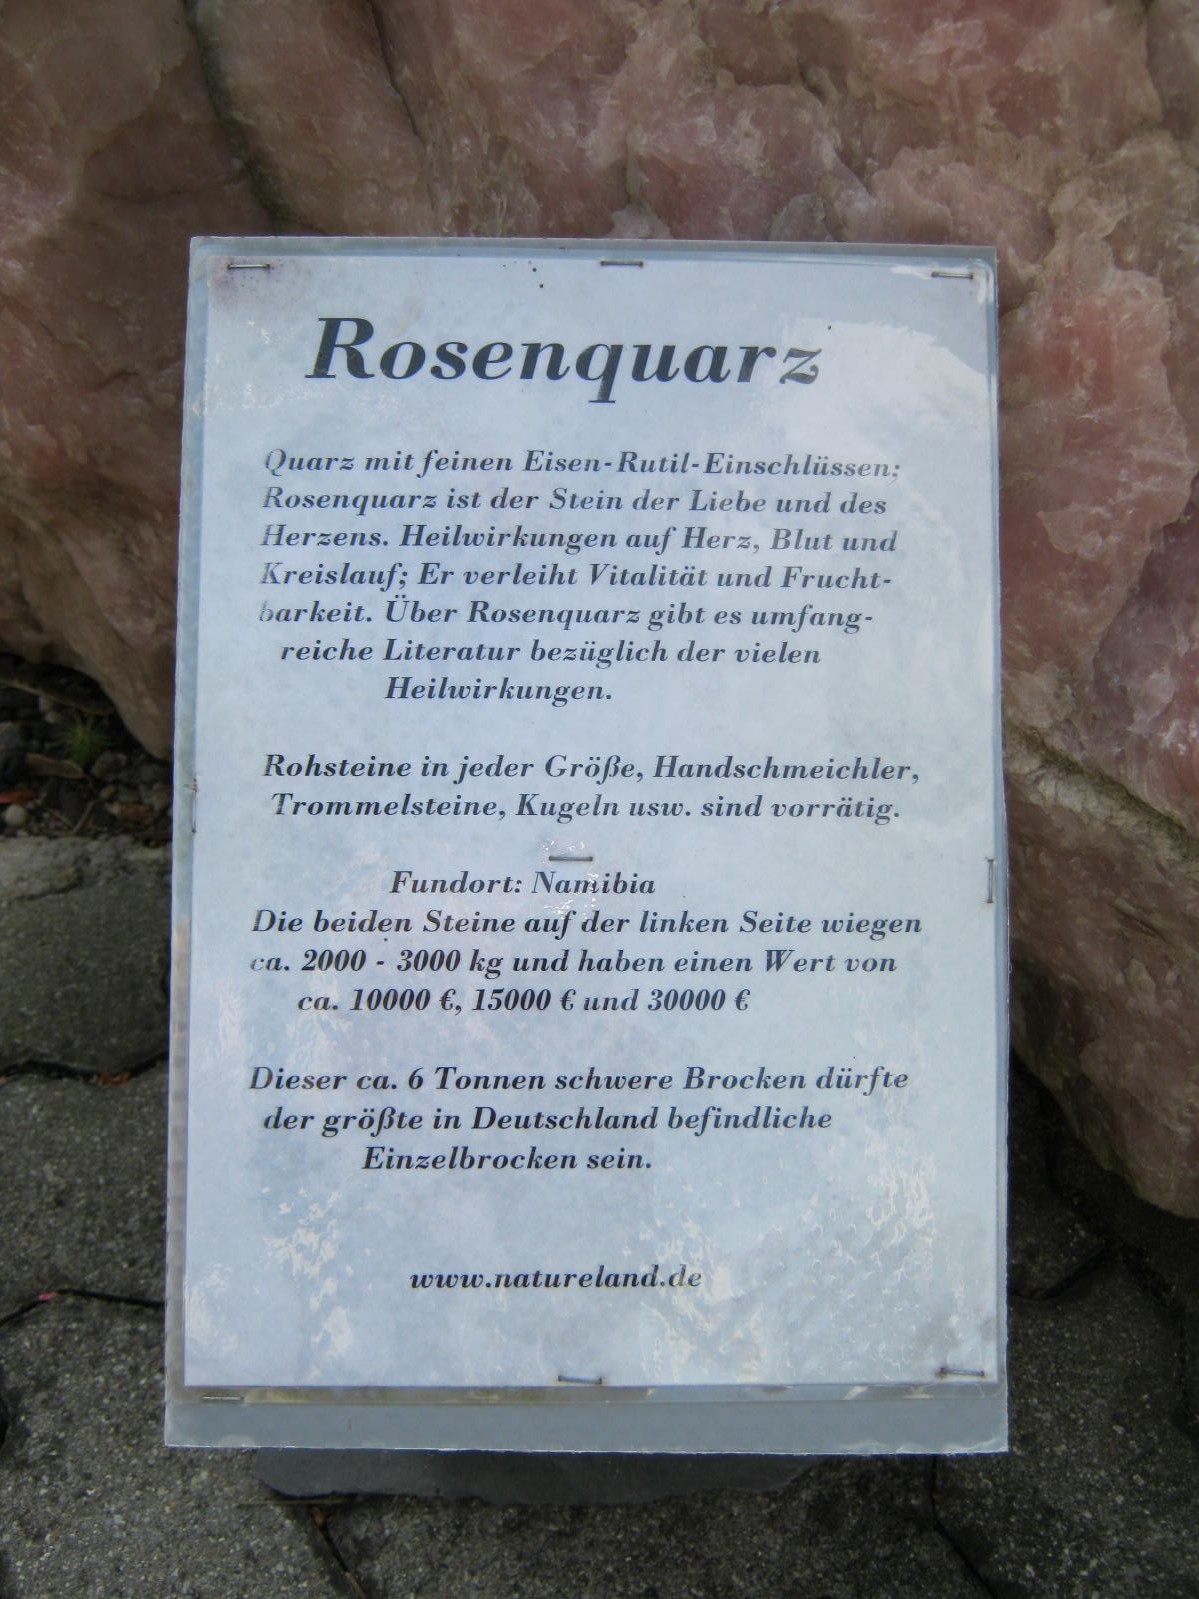 Rosenquarz
Quarz mit feinen Eisen-Rutil-Einschlüssen;
Rosenquarz ist der Stein der Liebe und des
Herzens. Heilwirkungen auf Herz, Blut und
Kreislauf; Er verleiht Vitalität und Frucht-
barkeit. Über Rosenquarz gibt es umfang-
reiche Literatur bezüglich der vielen
Heilwirkungen.
Rohsteine in jeder Größe, Handschmeichler,
Trommelsteine, Kugeln usw. sind vorrätig.
Fundort: Namibia
Die beiden Steine auf der linken Seite wiegen
ca. 2000 - 3000 kg und haben einen Wert von
ca. 10000 €, 15000 € und 30000 €
Dieser ca. 6 Tonnen schwere Brocken dürfte
der größte in Deutschland befindliche
Einzelbrocken sein.
www.natureland.de